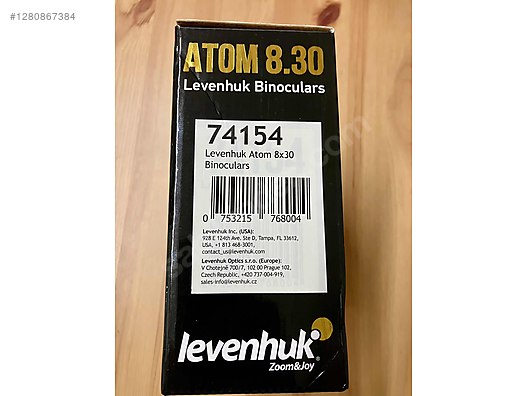 #1280867384
ATOM 8.30
Levenhuk Binoculars
74154
Levenhuk Atom 8x30
Binoculars
0 753215 768004
Levenhuk Inc. (USA):
928 E 124th Ave. Ste D, Tampa, FL 33612,
USA, +1 813 468-3001,
contact_us@levenhuk.com
Levenhuk Optics s.r.o. (Europe):
V Chotejně 700/7, 102 00 Prague 102,
Czech Republic, +420 737-004-919,
sales-info@levenhuk.cz
levenhuk®
Zoom&Joy